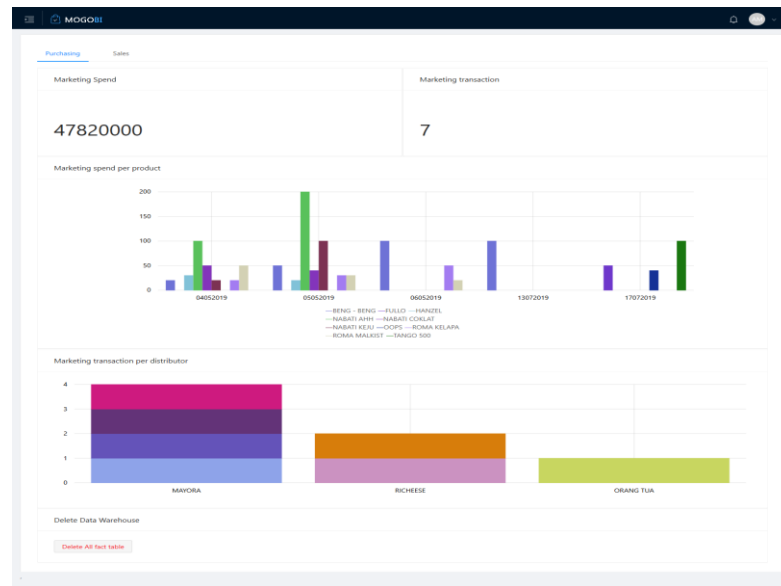 MOGOBI
Purchasing Sales
Marketing Spend Marketing transaction
47820000 7
Marketing spend per product
200
150
100
50
0
04052019 05052019 06052019 13072019 17072019
BENG - BENG FULLO HANZEL
NABATI AHH NABATI COKLAT
NABATI KEJU OOPS ROMA KELAPA
ROMA MALKIST TANGO 500
Marketing transaction per distributor
4
3
2
1
0
MAYORA RICHEESE ORANG TUA
Delete Data Warehouse
Delete All fact table